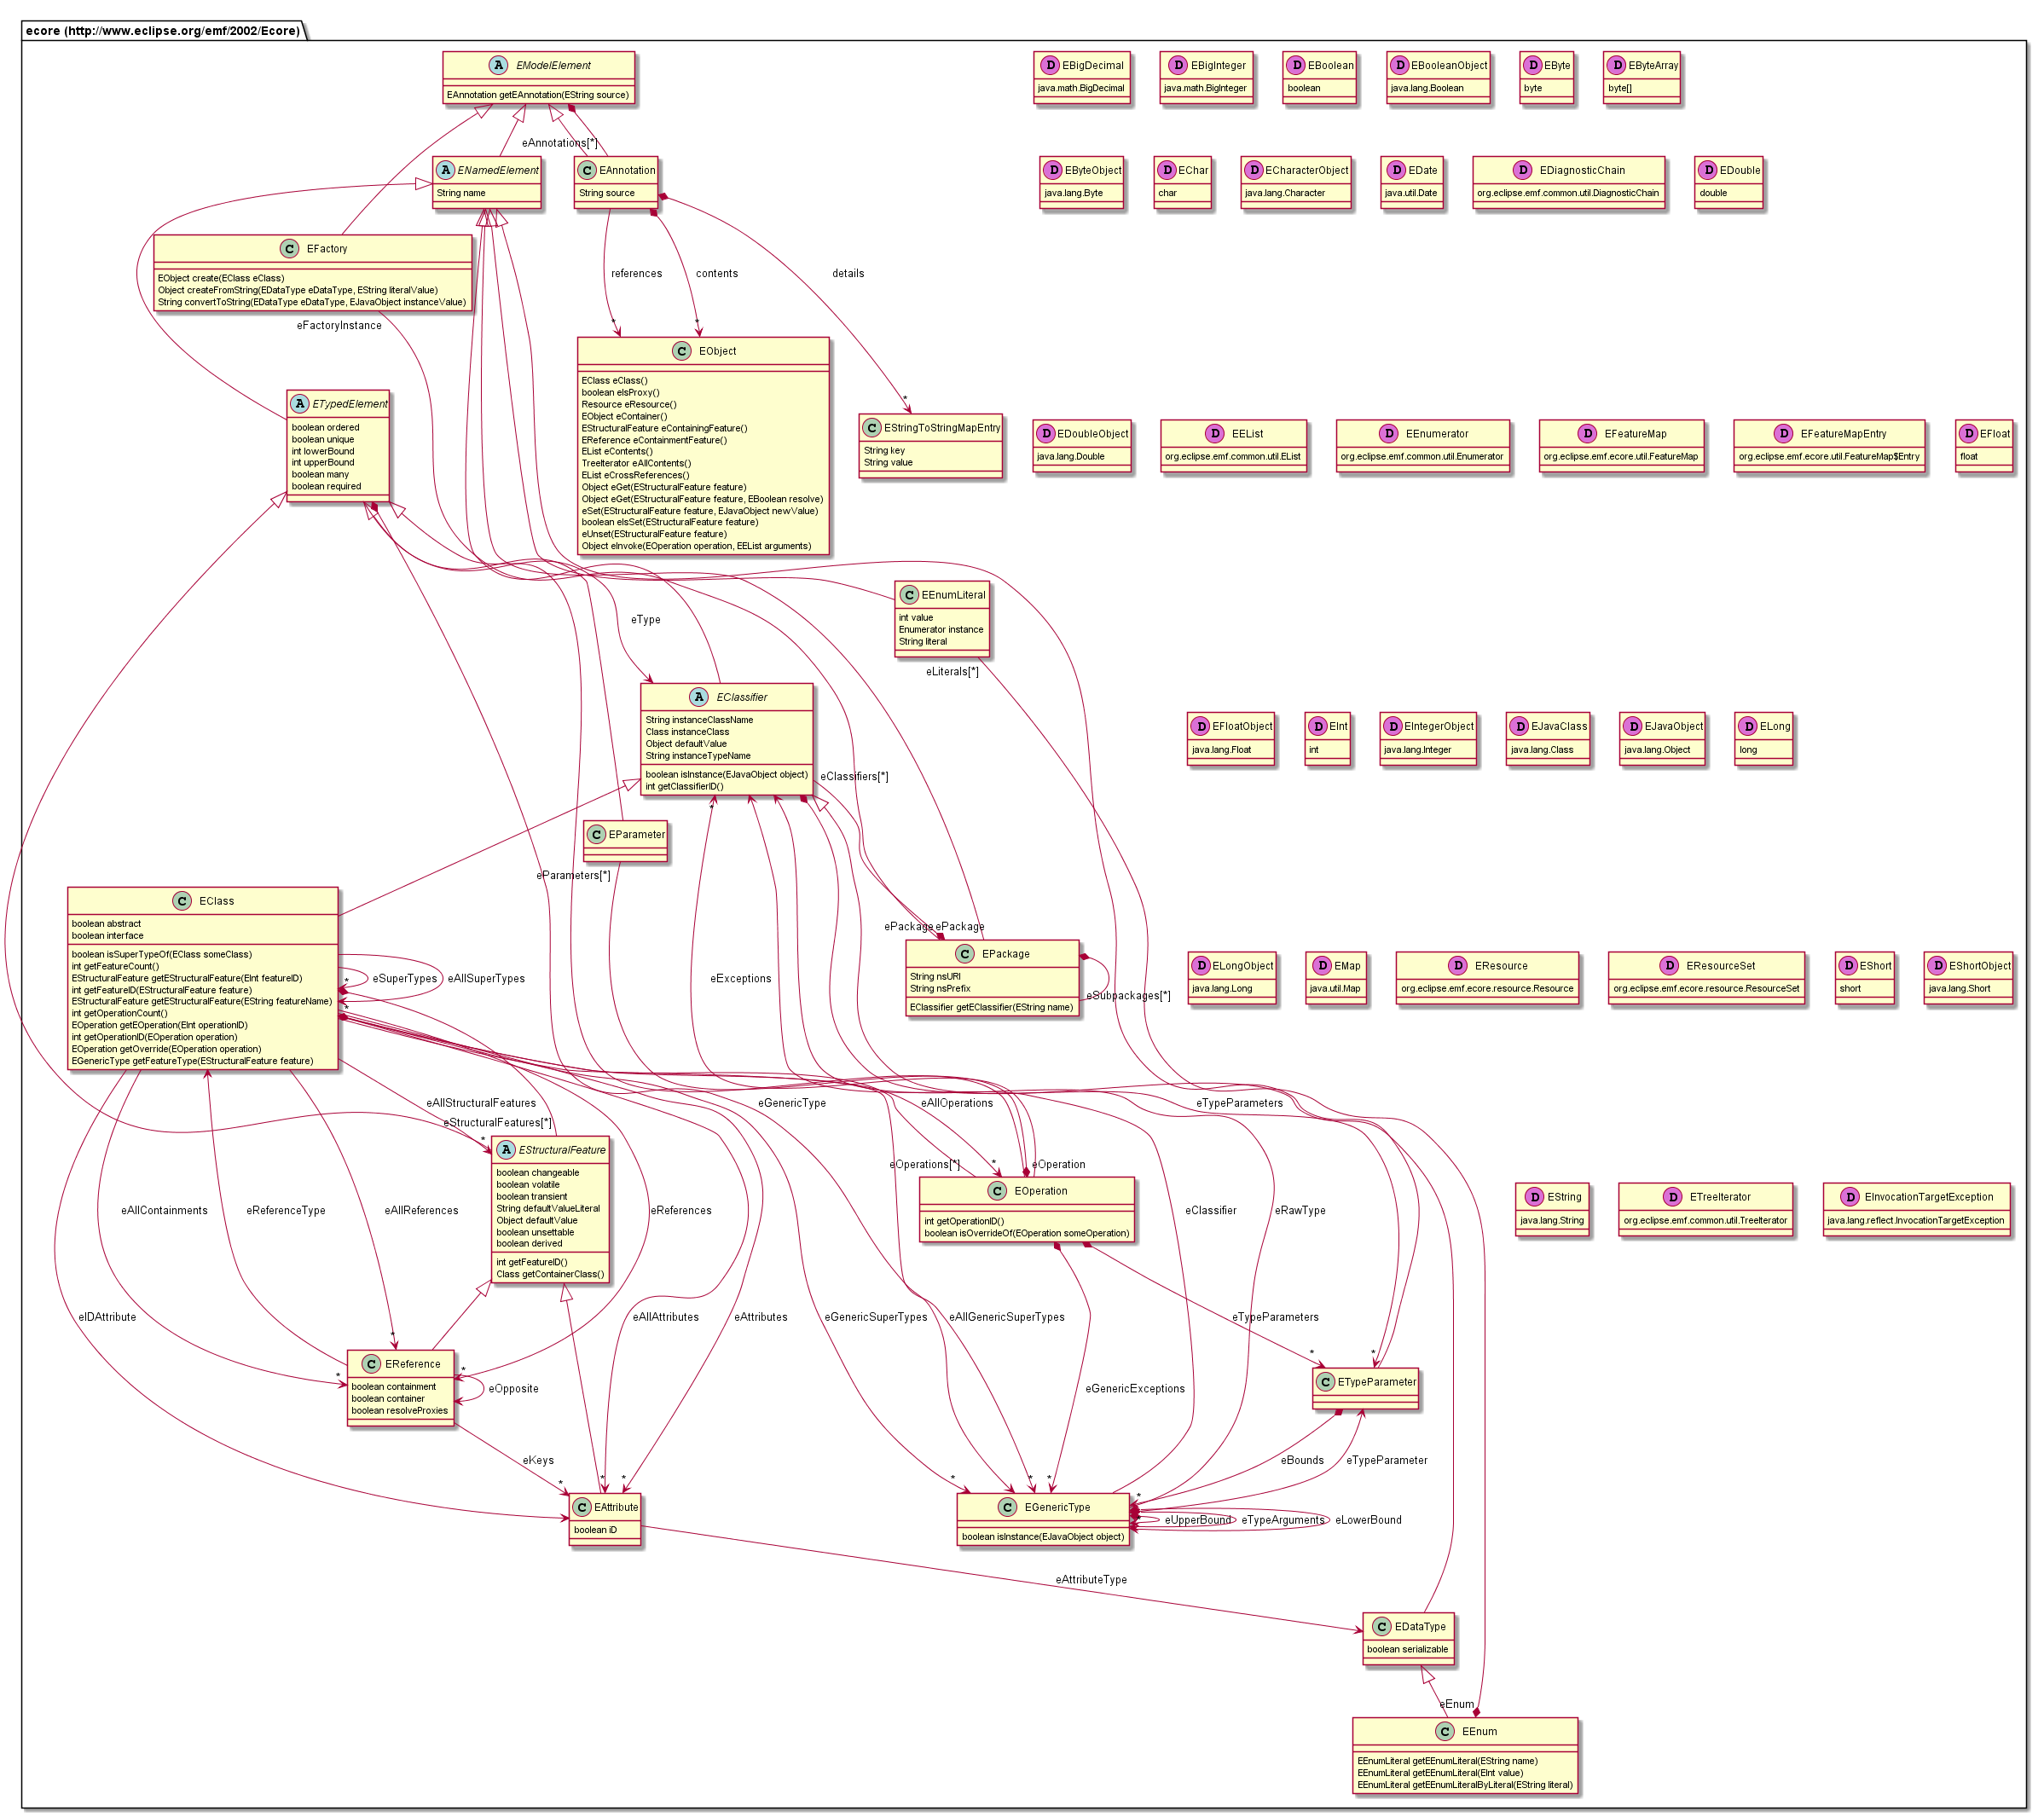 ecore (http://www.eclipse.org/emf/2002/Ecore)
A EModelElement
EAnnotation getEAnnotation(EString source)
D EBigDecimal
java.math.BigDecimal
D EBigInteger
java.math.BigInteger
D EBoolean
boolean
D EBooleanObject
java.lang.Boolean
D EByte
byte
D EByteArray
byte[]
eAnnotations[*]
A ENamedElement
String name
C EAnnotation
String source
D EByteObject
java.lang.Byte
D EChar
char
D ECharacterObject
java.lang.Character
D EDate
java.util.Date
D EDiagnosticChain
org.eclipse.emf.common.util.DiagnosticChain
D EDouble
double
C EFactory
EObject create(EClass eClass)
Object createFromString(EDataType eDataType, EString literalValue)
String convertToString(EDataType eDataType, EJavaObject instanceValue)
references
contents
details
eFactoryInstance
*
*
C EObject
EClass eClass()
boolean eIsProxy()
Resource eResource()
EObject eContainer()
EStructuralFeature eContainingFeature()
EReference eContainmentFeature()
EList eContents()
TreeIterator eAllContents()
EList eCrossReferences()
Object eGet(EStructuralFeature feature)
Object eGet(EStructuralFeature feature, EBoolean resolve)
eSet(EStructuralFeature feature, EJavaObject newValue)
boolean eIsSet(EStructuralFeature feature)
eUnset(EStructuralFeature feature)
Object eInvoke(EOperation operation, EEList arguments)
A ETypedElement
boolean ordered
boolean unique
int lowerBound
int upperBound
boolean many
boolean required
*
C EStringToStringMapEntry
String key
String value
D EDoubleObject
java.lang.Double
D EEList
org.eclipse.emf.common.util.EList
D EEnumerator
org.eclipse.emf.common.util.Enumerator
D EFeatureMap
org.eclipse.emf.ecore.util.FeatureMap
D EFeatureMapEntry
org.eclipse.emf.ecore.util.FeatureMap$Entry
D EFloat
float
C EEnumLiteral
int value
Enumerator instance
String literal
eType
eLiterals[*]
A EClassifier
String instanceClassName
Class instanceClass
Object defaultValue
String instanceTypeName
boolean isInstance(EJavaObject object)
int getClassifierID()
eClassifiers[*]
*
D EFloatObject
java.lang.Float
D EInt
int
D EIntegerObject
java.lang.Integer
D EJavaClass
java.lang.Class
D EJavaObject
java.lang.Object
D ELong
long
C EParameter
eParameters[*]
C EClass
boolean abstract
boolean interface
boolean isSuperTypeOf(EClass someClass)
int getFeatureCount()
EStructuralFeature getEStructuralFeature(EInt featureID)
int getFeatureID(EStructuralFeature feature)
EStructuralFeature getEStructuralFeature(EString featureName)
int getOperationCount()
EOperation getEOperation(EInt operationID)
int getOperationID(EOperation operation)
EOperation getOverride(EOperation operation)
EGenericType getFeatureType(EStructuralFeature feature)
*
eSuperTypes
eAllSuperTypes
*
eExceptions
ePackage
ePackage
C EPackage
String nsURI
String nsPrefix
EClassifier getEClassifier(EString name)
eSubpackages[*]
D ELongObject
java.lang.Long
D EMap
java.util.Map
D EResource
org.eclipse.emf.ecore.resource.Resource
D EResourceSet
org.eclipse.emf.ecore.resource.ResourceSet
D EShort
short
D EShortObject
java.lang.Short
eAllStructuralFeatures
eStructuralFeatures[*]
*
eGenericType
eAllOperations
eTypeParameters
A EStructuralFeature
boolean changeable
boolean volatile
boolean transient
String defaultValueLiteral
Object defaultValue
boolean unsettable
boolean derived
int getFeatureID()
Class getContainerClass()
eOperations[*]
*
eOperation
C EOperation
int getOperationID()
boolean isOverrideOf(EOperation someOperation)
D EString
java.lang.String
D ETreeIterator
org.eclipse.emf.common.util.TreeIterator
D EInvocationTargetException
java.lang.reflect.InvocationTargetException
eAllContainments
eReferenceType
eAllReferences
eReferences
eClassifier
eRawType
eIDAttribute
eAllAttributes
eAttributes
eGenericSuperTypes
eAllGenericSuperTypes
eTypeParameters
*
*
*
*
*
C EReference
boolean containment
boolean container
boolean resolveProxies
eOpposite
eGenericExceptions
C ETypeParameter
eKeys
eBounds
eTypeParameter
*
*
*
*
*
*
*
C EAttribute
boolean iD
C EGenericType
boolean isInstance(EJavaObject object)
*
eUpperBound
eTypeArguments
eLowerBound
eAttributeType
C EDataType
boolean serializable
eEnum
C EEnum
EEnumLiteral getEEnumLiteral(EString name)
EEnumLiteral getEEnumLiteral(EInt value)
EEnumLiteral getEEnumLiteralByLiteral(EString literal)